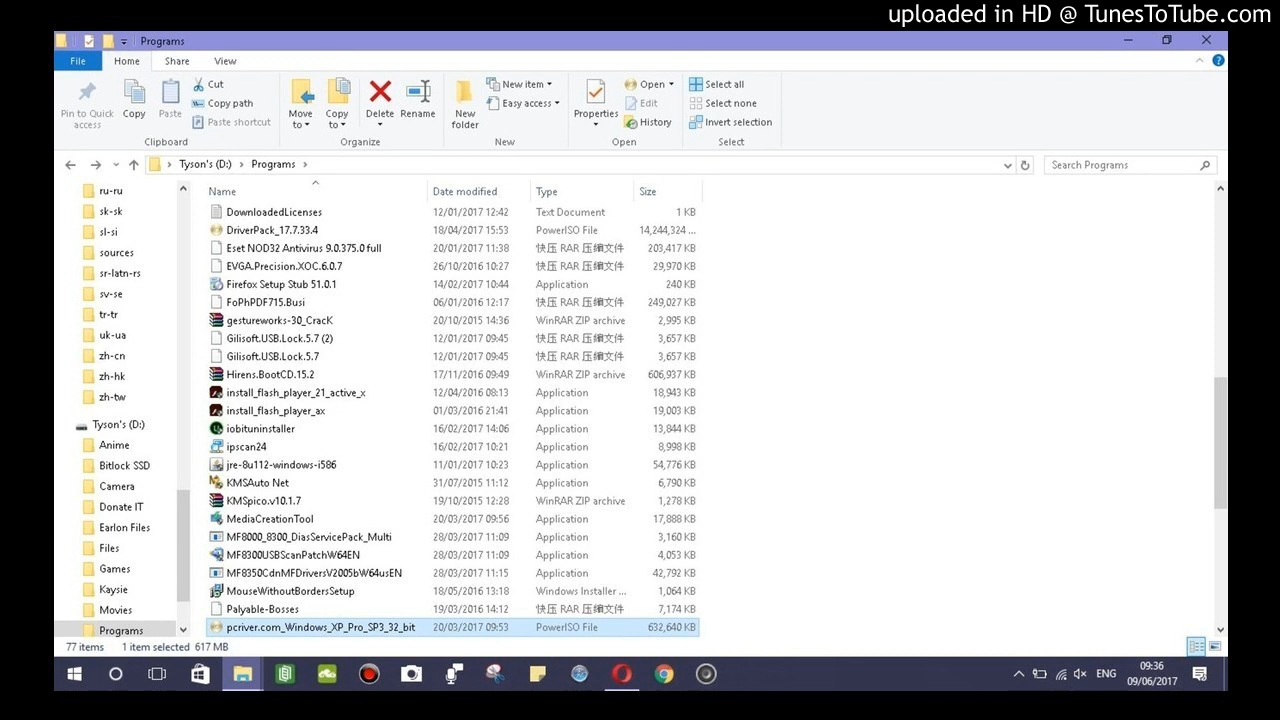 uploaded in HD @ TunesToTube.com
Programs
File Home Share View
Pin to Quick access
Copy
Paste
Cut
Copy path
Paste shortcut
Move to
Copy to
Delete
Rename
New folder
New item
Easy access
Properties
Open
Edit
History
Select all
Select none
Invert selection
Clipboard Organize New Open Select
Tyson's (D:) > Programs > Search Programs
ru-ru
sk-sk
sl-si
sources
sr-latn-rs
sv-se
tr-tr
uk-ua
zh-cn
zh-hk
zh-tw
Tyson's (D:)
Anime
Bitlock SSD
Camera
Donate IT
Earlon Files
Files
Games
Kaysie
Movies
Programs
Name Date modified Type Size
DownloadedLicenses 12/01/2017 12:42 Text Document 1 KB
DriverPack_17.7.33.4 18/04/2017 15:53 PowerISO File 14,244,324 ...
Eset NOD32 Antivirus 9.0.375.0 full 20/01/2017 11:38 快压 RAR 压缩文件 203,417 KB
EVGA.Precision.XOC.6.0.7 26/10/2016 10:27 快压 RAR 压缩文件 29,970 KB
Firefox Setup Stub 51.0.1 14/02/2017 10:44 Application 240 KB
FoPhPDF715.Busi 06/01/2016 12:17 快压 RAR 压缩文件 249,027 KB
gestureworks-30_CracK 20/10/2015 14:36 WinRAR ZIP archive 2,995 KB
Gilisoft.USB.Lock.5.7 (2) 12/01/2017 09:45 快压 RAR 压缩文件 3,657 KB
Gilisoft.USB.Lock.5.7 12/01/2017 09:45 快压 RAR 压缩文件 3,657 KB
Hirens.BootCD.15.2 17/11/2016 09:49 WinRAR ZIP archive 606,937 KB
install_flash_player_21_active_x 12/04/2016 08:13 Application 18,943 KB
install_flash_player_ax 01/03/2016 21:41 Application 19,003 KB
iobituninstaller 16/02/2017 14:06 Application 13,844 KB
ipscan24 16/02/2017 10:21 Application 8,998 KB
jre-8u112-windows-i586 11/01/2017 10:23 Application 54,776 KB
KMSAuto Net 31/07/2015 11:12 Application 6,790 KB
KMSpico.v10.1.7 19/10/2015 12:28 WinRAR ZIP archive 1,278 KB
MediaCreationTool 20/03/2017 09:56 Application 17,888 KB
MF8000_8300_DiasServicePack_Multi 28/03/2017 11:09 Application 3,160 KB
MF8300USBScanPatchW64EN 28/03/2017 11:09 Application 4,053 KB
MF8350CdnMFDriversV2005bW64usEN 28/03/2017 11:15 Application 42,792 KB
MouseWithoutBordersSetup 18/05/2016 13:18 Windows Installer ... 1,064 KB
Palyable-Bosses 19/03/2016 14:12 快压 RAR 压缩文件 7,174 KB
pcriver.com_Windows_XP_Pro_SP3_32_bit 20/03/2017 09:53 PowerISO File 632,640 KB
77 items 1 item selected 617 MB
ENG
09:36
09/06/2017